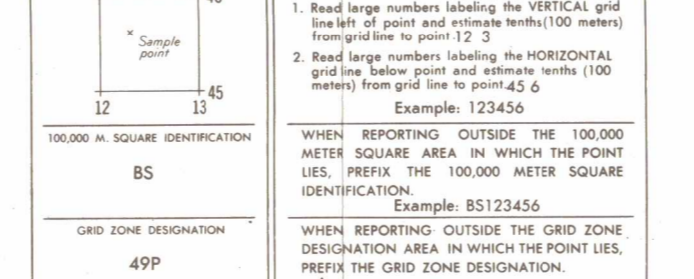 Sample
point
45
12 13
100,000 M. SQUARE IDENTIFICATION
BS
GRID ZONE DESIGNATION
49P
1. Read large numbers labeling the VERTICAL grid
line left of point and estimate tenths (100 meters)
from grid line to point. 12 3
2. Read large numbers labeling the HORIZONTAL
grid line below point and estimate tenths (100
meters) from grid line to point. 45 6
Example: 123456
WHEN REPORTING OUTSIDE THE 100,000
METER SQUARE AREA IN WHICH THE POINT
LIES, PREFIX THE 100,000 METER SQUARE
IDENTIFICATION.
Example: BS123456
WHEN REPORTING OUTSIDE THE GRID ZONE
DESIGNATION AREA IN WHICH THE POINT LIES,
PREFIX THE GRID ZONE DESIGNATION.